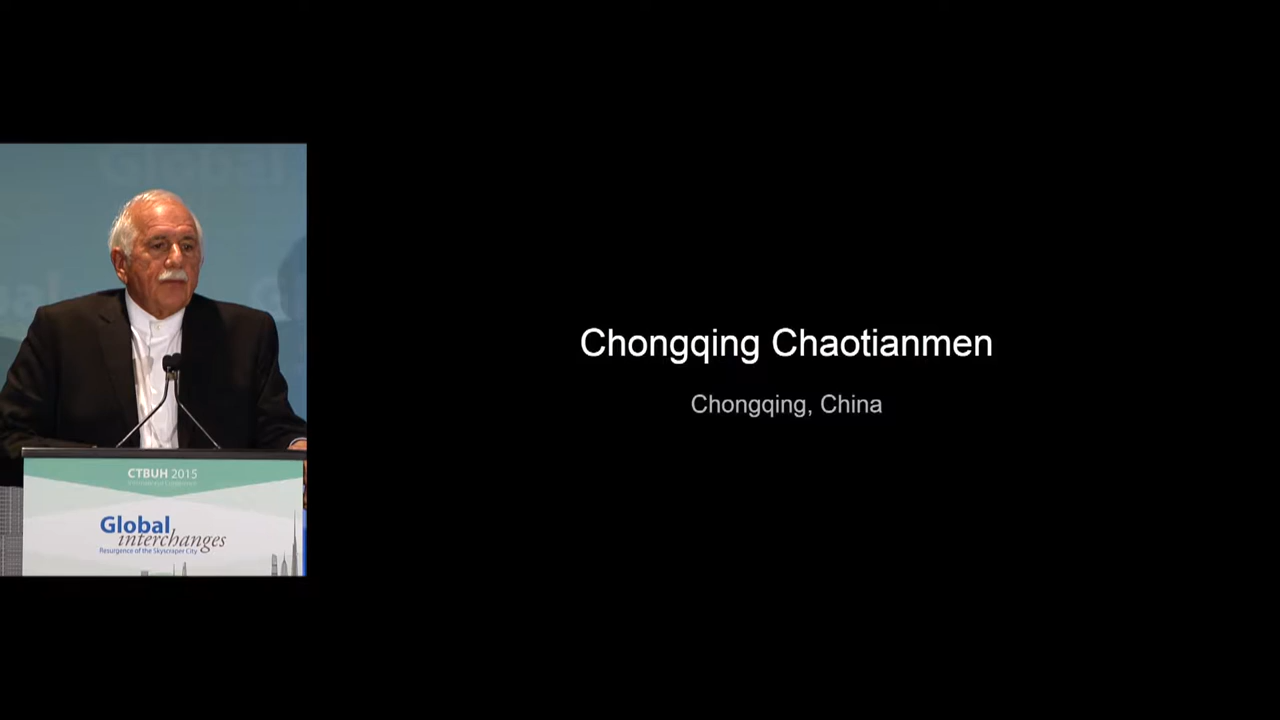 Chongqing Chaotianmen
Chongqing, China
CTBUH 2015
Global
interchanges
Resurgence of the Skyscraper City